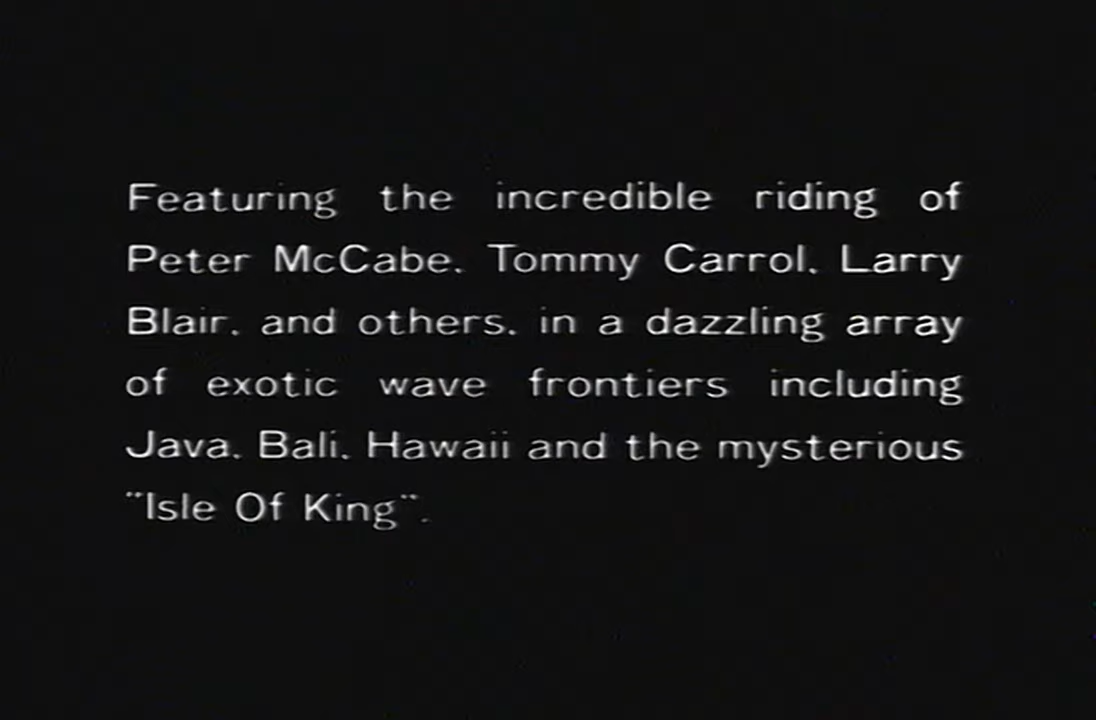 Featuring the incredible riding of
Peter McCabe, Tommy Carrol, Larry
Blair, and others, in a dazzling array
of exotic wave frontiers including
Java, Bali, Hawaii and the mysterious
"Isle Of King".